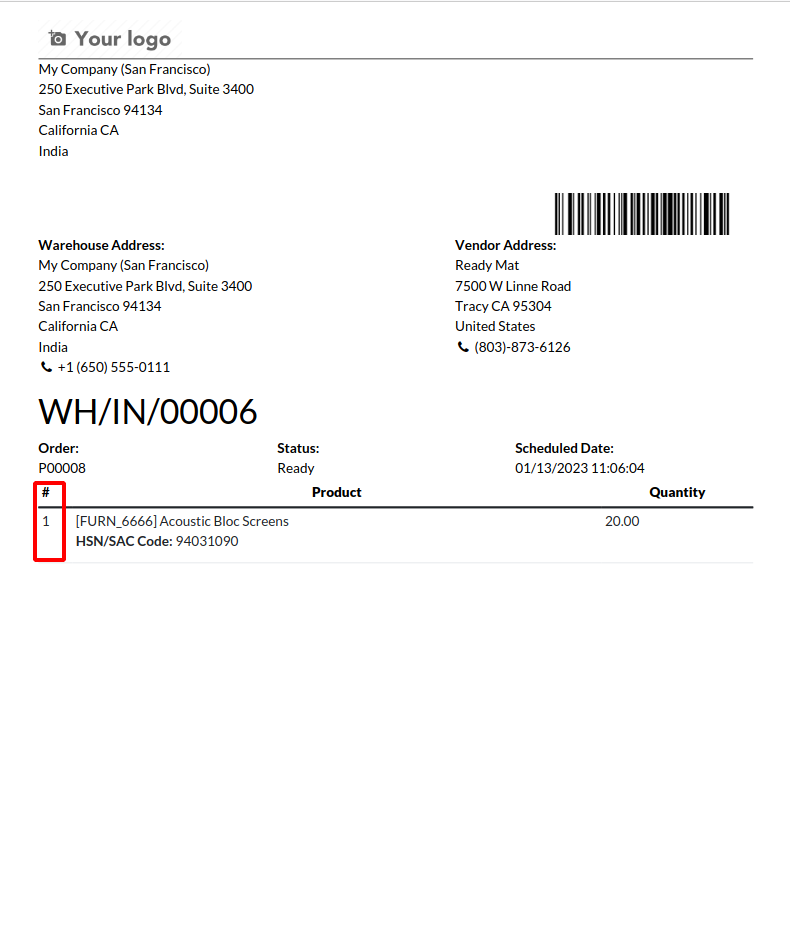 Your logo
My Company (San Francisco)
250 Executive Park Blvd, Suite 3400
San Francisco 94134
California CA
India
Warehouse Address:
My Company (San Francisco)
250 Executive Park Blvd, Suite 3400
San Francisco 94134
California CA
India
+1 (650) 555-0111
Vendor Address:
Ready Mat
7500 W Linne Road
Tracy CA 95304
United States
(803)-873-6126
WH/IN/00006
Order: Status: Scheduled Date:
P00008 Ready 01/13/2023 11:06:04
# Product Quantity
1 [FURN_6666] Acoustic Bloc Screens 20.00
HSN/SAC Code: 94031090